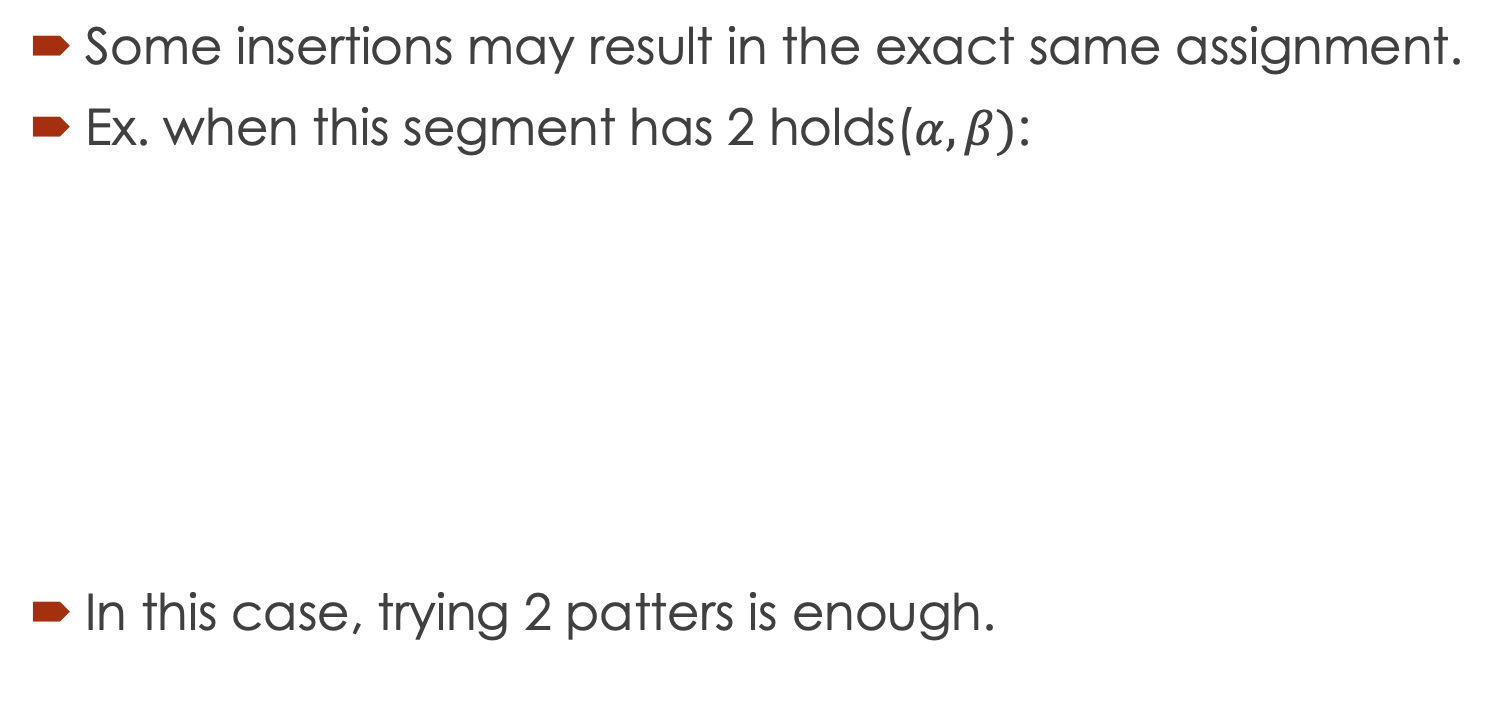 Some insertions may result in the exact same assignment.
Ex. when this segment has 2 holds(𝛼, 𝛽):
In this case, trying 2 patters is enough.